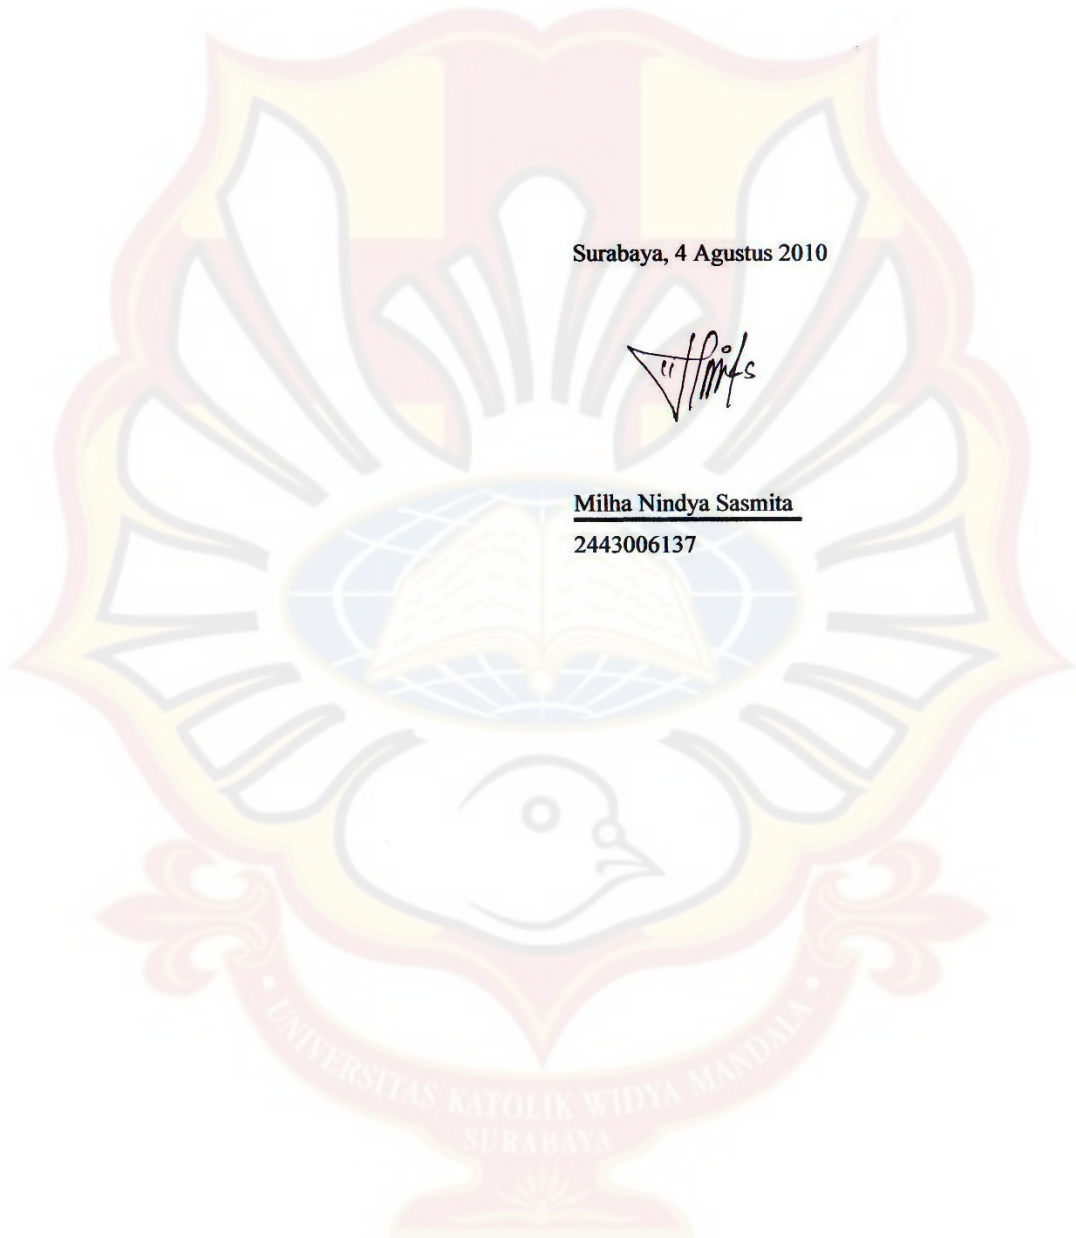 Surabaya, 4 Agustus 2010
Milha Nindya Sasmita
2443006137
UNIVERSITAS KATOLIK WIDYA MANDALA
SURABAYA